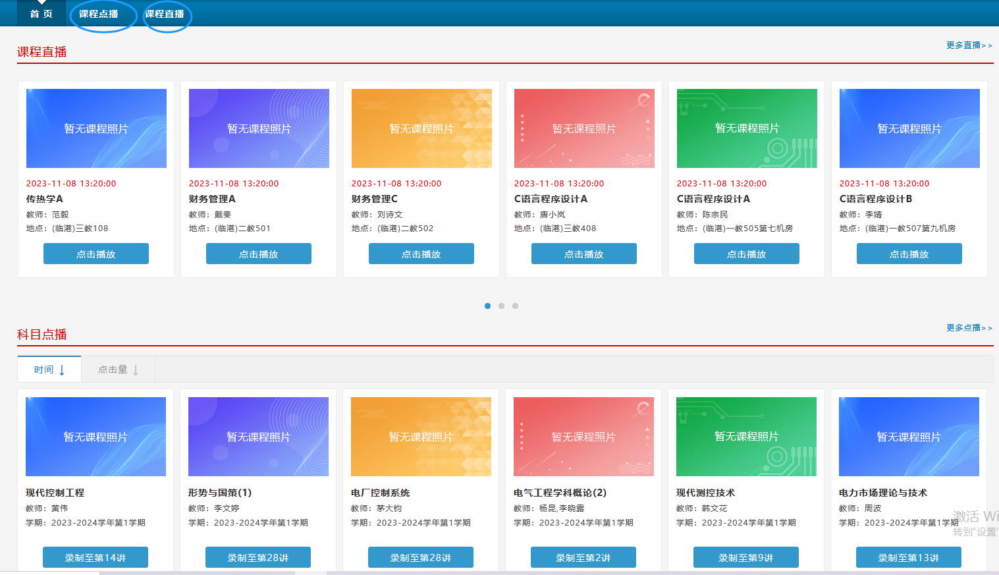 首 页 课程点播 课程直播
课程直播 更多直播>>
暂无课程照片 暂无课程照片 暂无课程照片 暂无课程照片 暂无课程照片 暂无课程照片
2023-11-08 13:20:00 2023-11-08 13:20:00 2023-11-08 13:20:00 2023-11-08 13:20:00 2023-11-08 13:20:00 2023-11-08 13:20:00
传热学A 财务管理A 财务管理C C语言程序设计A C语言程序设计A C语言程序设计B
教师：范毅 教师：戴秦 教师：刘诗文 教师：唐小岚 教师：陈宗民 教师：李婧
地点：(临港)三教108 地点：(临港)二教501 地点：(临港)二教502 地点：(临港)三教408 地点：(临港)一教505第七机房 地点：(临港)一教507第九机房
点击播放 点击播放 点击播放 点击播放 点击播放 点击播放
科目点播 更多点播>>
时间 ↓ 点击量 ↓
暂无课程照片 暂无课程照片 暂无课程照片 暂无课程照片 暂无课程照片 暂无课程照片
现代控制工程 形势与国策(1) 电厂控制系统 电气工程学科概论(2) 现代测控技术 电力市场理论与技术
教师：黄伟 教师：李文婷 教师：茅大钧 教师：杨昆,李晓露 教师：韩文花 教师：周波
学期：2023-2024学年第1学期 学期：2023-2024学年第1学期 学期：2023-2024学年第1学期 学期：2023-2024学年第1学期 学期：2023-2024学年第1学期 学期：2023-2024学年第1学期
激活 Wi
转到"设置"
录制至第14讲 录制至第28讲 录制至第28讲 录制至第2讲 录制至第9讲 录制至第13讲